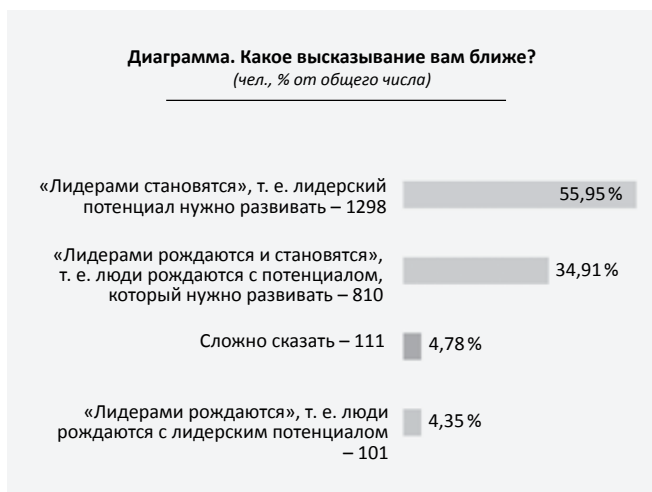 Диаграмма. Какое высказывание вам ближе?
(чел., % от общего числа)
«Лидерами становятся», т. е. лидерский
потенциал нужно развивать – 1298
55,95 %
«Лидерами рождаются и становятся»,
т. е. люди рождаются с потенциалом,
который нужно развивать – 810
34,91 %
Сложно сказать – 111
4,78 %
«Лидерами рождаются», т. е. люди
рождаются с лидерским потенциалом
– 101
4,35 %